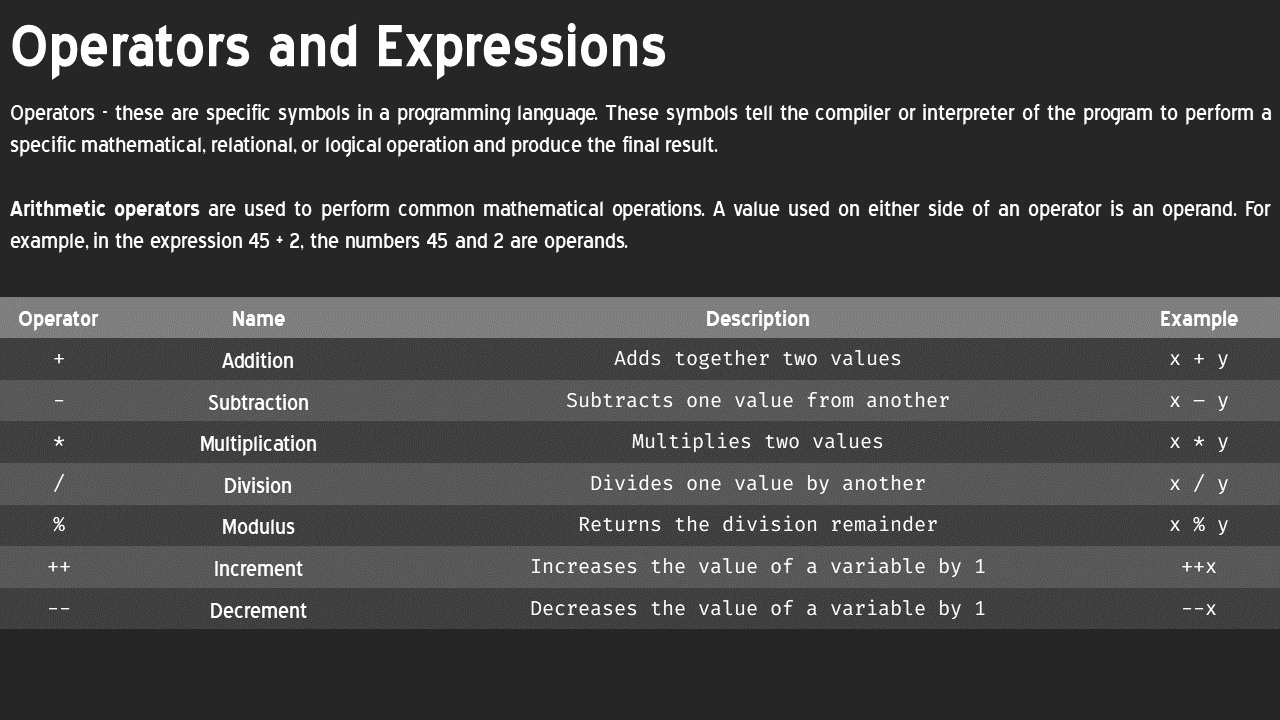 Operators and Expressions
Operators - these are specific symbols in a programming language. These symbols tell the compiler or interpreter of the program to perform a
specific mathematical, relational, or logical operation and produce the final result.
Arithmetic operators are used to perform common mathematical operations. A value used on either side of an operator is an operand. For
example, in the expression 45 + 2, the numbers 45 and 2 are operands.
Operator Name Description Example
+ Addition Adds together two values x + y
- Subtraction Subtracts one value from another x – y
* Multiplication Multiplies two values x * y
/ Division Divides one value by another x / y
% Modulus Returns the division remainder x % y
++ Increment Increases the value of a variable by 1 ++x
-- Decrement Decreases the value of a variable by 1 --x